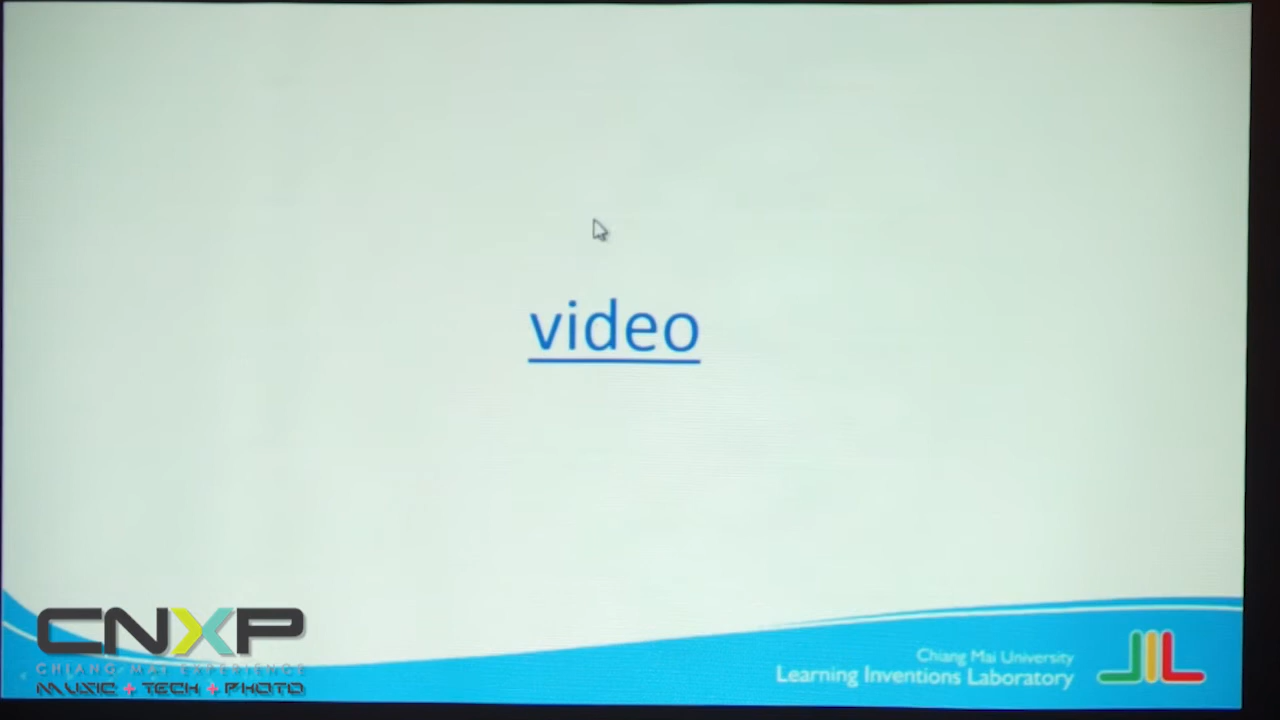 video
CNXP
CHIANG MAI EXPERIENCE
MUSIC + TECH + PHOTO
Chiang Mai University
Learning Inventions Laboratory